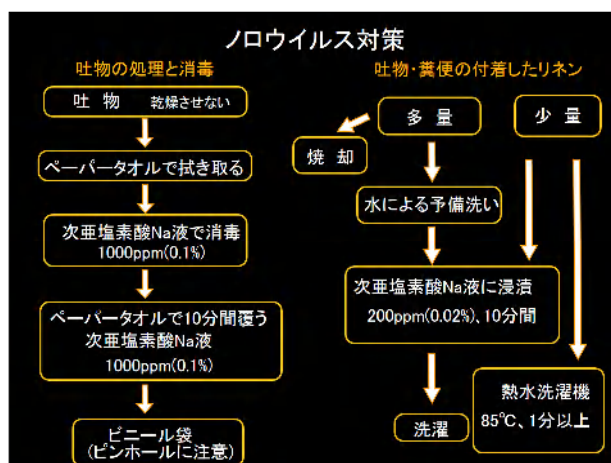 ノロウイルス対策
吐物の処理と消毒
吐物 乾燥させない
ペーパータオルで拭き取る
次亜塩素酸Na液で消毒
1000ppm(0.1%)
ペーパータオルで10分間覆う
次亜塩素酸Na液
1000ppm(0.1%)
ビニール袋
(ピンホールに注意)
吐物・糞便の付着したリネン
多量
少量
焼却
水による予備洗い
次亜塩素酸Na液に浸漬
200ppm(0.02%)、10分間
洗濯
熱水洗濯機
85℃、1分以上